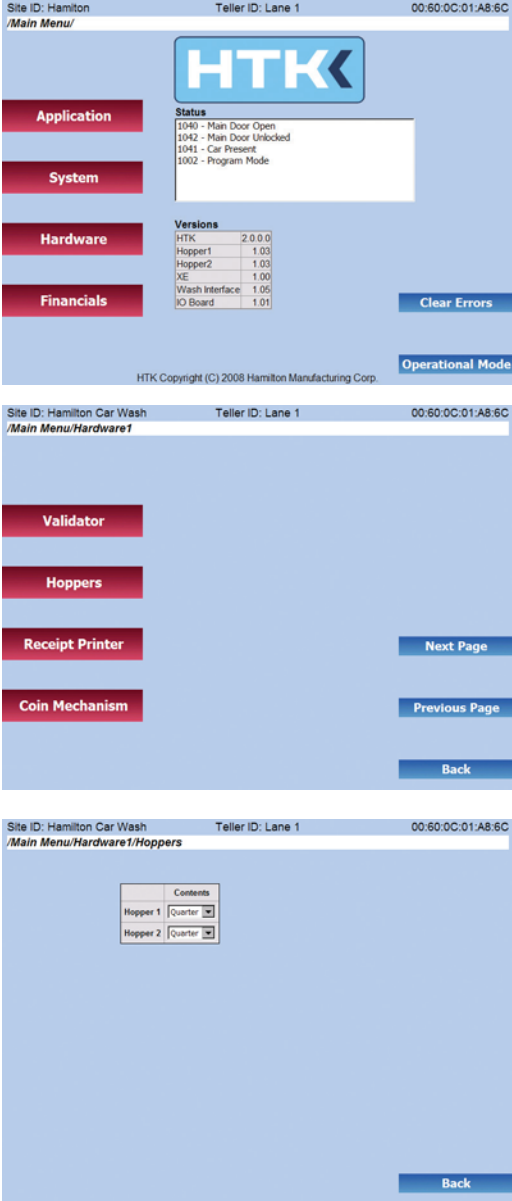 Site ID: Hamilton Teller ID: Lane 1 00:60:0C:01:A8:6C
/Main Menu/
HTK
Application
System
Hardware
Financials
Status
1040 - Main Door Open
1042 - Main Door Unlocked
1041 - Car Present
1002 - Program Mode
Versions
HTK 2.0.0.0
Hopper1 1.03
Hopper2 1.03
XE 1.00
Wash Interface 1.05
IO Board 1.01
Clear Errors
Operational Mode
HTK Copyright (C) 2008 Hamilton Manufacturing Corp.
Site ID: Hamilton Car Wash Teller ID: Lane 1 00:60:0C:01:A8:6C
/Main Menu/Hardware1
Validator
Hoppers
Receipt Printer
Coin Mechanism
Next Page
Previous Page
Back
Site ID: Hamilton Car Wash Teller ID: Lane 1 00:60:0C:01:A8:6C
/Main Menu/Hardware1/Hoppers
Contents
Hopper 1 Quarter
Hopper 2 Quarter
Back